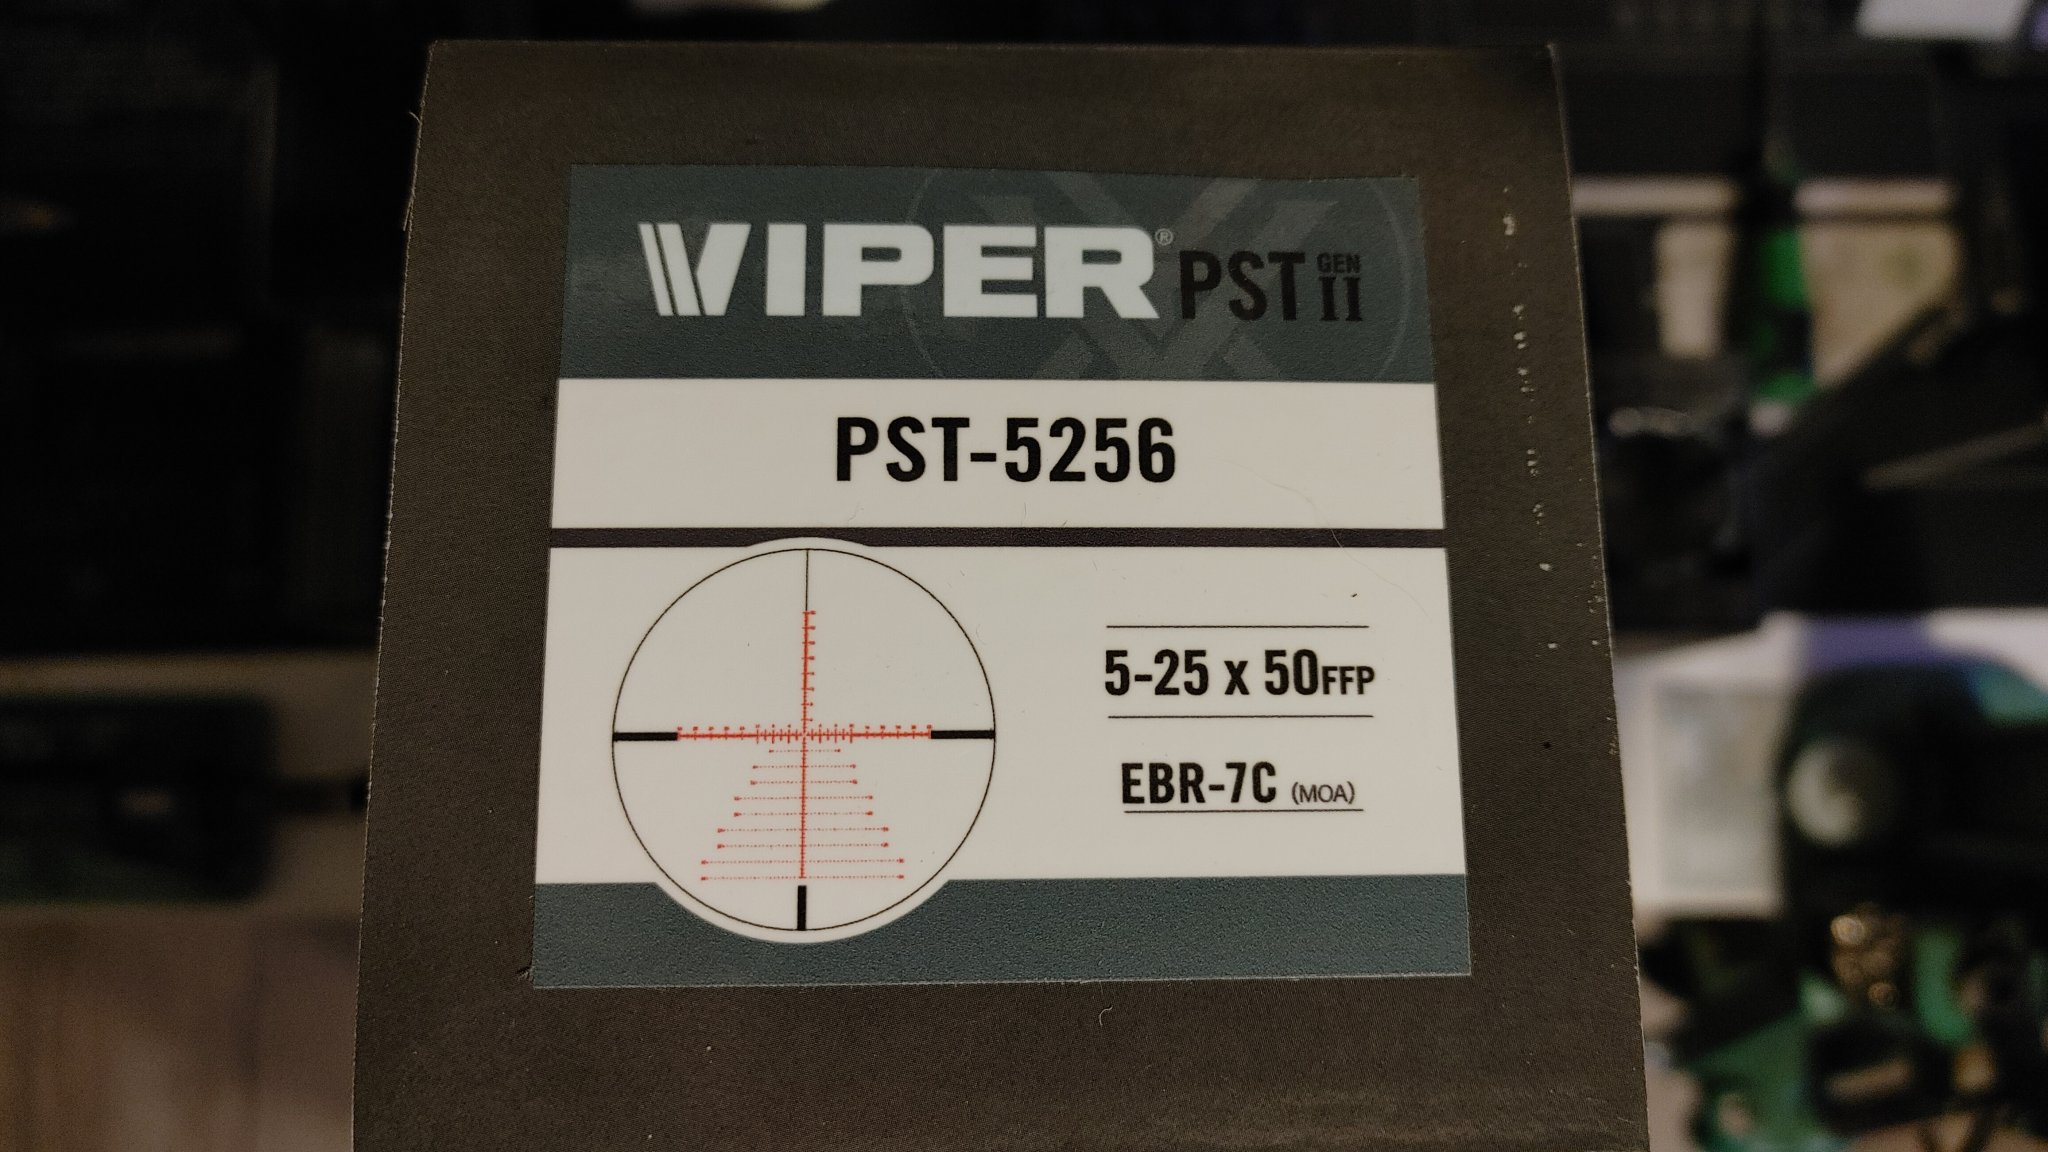 VIPER® PST GEN II
PST-5256
5-25 x 50FFP
EBR-7C (MOA)